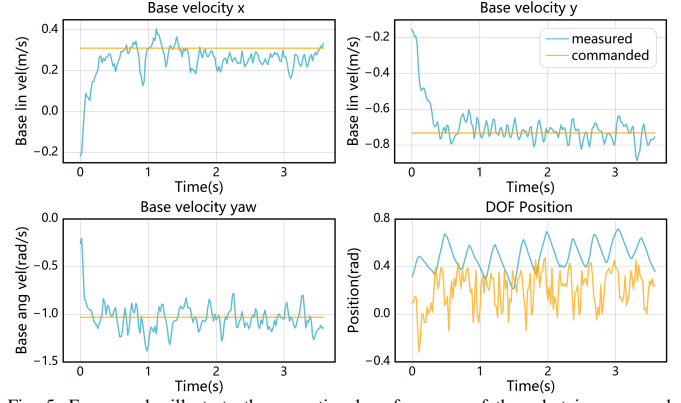 Base velocity x
Base velocity y
Base lin vel(m/s)
0.4
0.2
0.0
−0.2
0
1
2
3
Time(s)
Base lin vel(m/s)
−0.2
−0.4
−0.6
−0.8
measured
commanded
0
1
2
3
Time(s)
Base velocity yaw
DOF Position
Base ang vel(rad/s)
0.0
−0.5
−1.0
−1.5
0
1
2
3
Time(s)
Position(rad)
0.8
0.4
0.0
−0.4
0
1
2
3
Time(s)